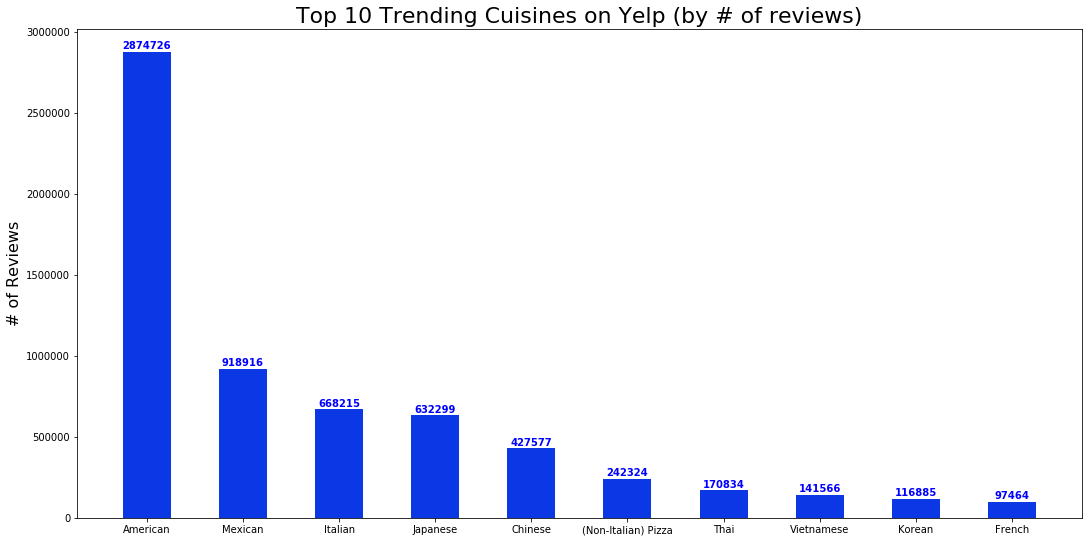 Top 10 Trending Cuisines on Yelp (by # of reviews)
# of Reviews
3000000
2500000
2000000
1500000
1000000
500000
0
2874726
918916
668215
632299
427577
242324
170834
141566
116885
97464
American
Mexican
Italian
Japanese
Chinese
(Non-Italian) Pizza
Thai
Vietnamese
Korean
French